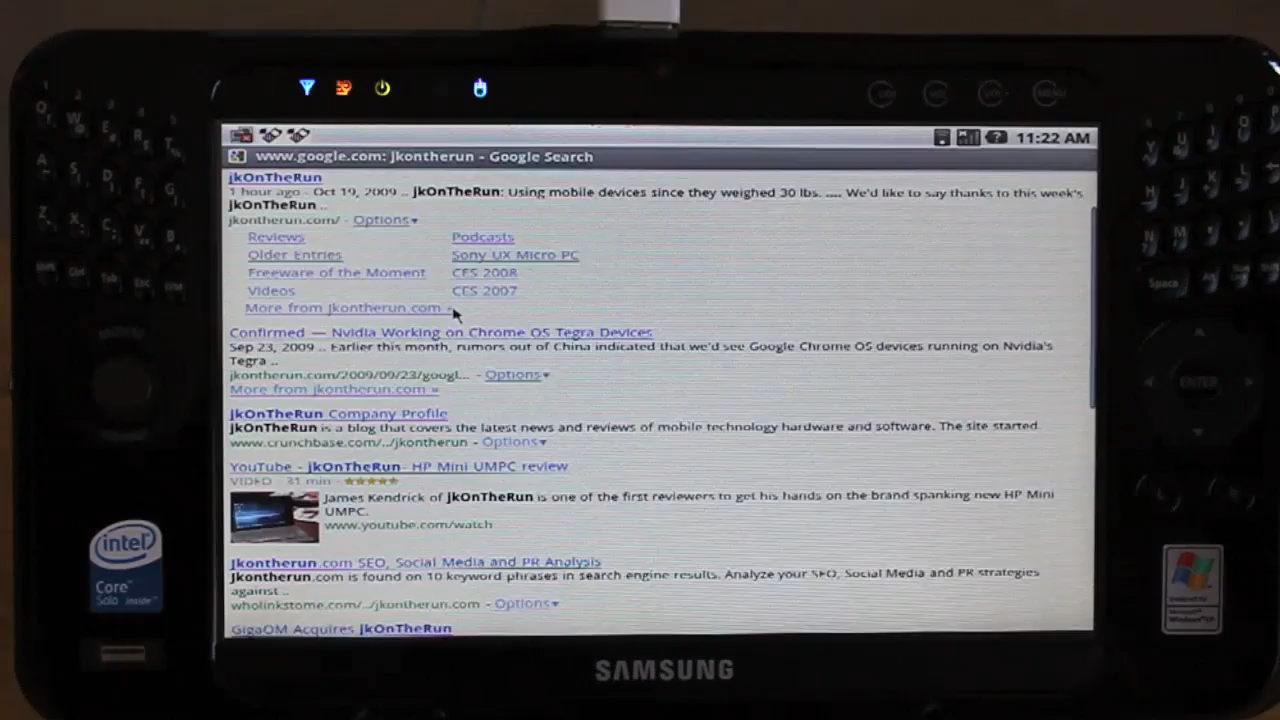 11:22 AM
www.google.com: jkontherun - Google Search
jkOnTheRun
1 hour ago - Oct 19, 2009 .. jkOnTheRun: Using mobile devices since they weighed 30 lbs. .... We'd like to say thanks to this week's
jkOnTheRun ..
jkontherun.com/ - Options
Reviews Podcasts
Older Entries Sony UX Micro PC
Freeware of the Moment CES 2008
Videos CES 2007
More from jkontherun.com »
Confirmed — Nvidia Working on Chrome OS Tegra Devices
Sep 23, 2009 .. Earlier this month, rumors out of China indicated that we'd see Google Chrome OS devices running on Nvidia's
Tegra ..
jkontherun.com/2009/09/23/googl... - Options
More from jkontherun.com »
jkOnTheRun Company Profile
jkOnTheRun is a blog that covers the latest news and reviews of mobile technology hardware and software. The site started
www.crunchbase.com/../jkontherun - Options
YouTube - jkOnTheRun- HP Mini UMPC review
VIDEO - 31 min -
James Kendrick of jkOnTheRun is one of the first reviewers to get his hands on the brand spanking new HP Mini
UMPC.
www.youtube.com/watch
Jkontherun.com SEO, Social Media and PR Analysis
Jkontherun.com is found on 10 keyword phrases in search engine results. Analyze your SEO, Social Media and PR strategies
against ..
wholinkstome.com/../jkontherun.com - Options
GigaOM Acquires jkOnTheRun
SAMSUNG
intel
Core
Solo inside
MENU
Space
ENTER